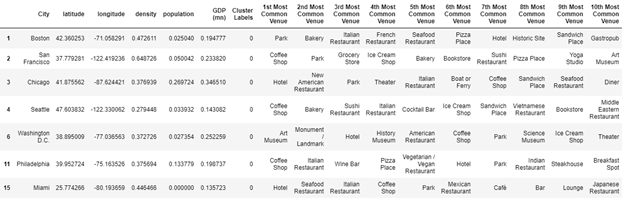 City latitude longitude density population GDP (mn) Cluster Labels 1st Most Common Venue 2nd Most Common Venue 3rd Most Common Venue 4th Most Common Venue 5th Most Common Venue 6th Most Common Venue 7th Most Common Venue 8th Most Common Venue 9th Most Common Venue 10th Most Common Venue
1 Boston 42.360253 -71.058291 0.472611 0.025040 0.194777 0 Park Bakery Italian Restaurant French Restaurant Seafood Restaurant Pizza Place Hotel Historic Site Sandwich Place Gastropub
2 San Francisco 37.779281 -122.419236 0.648726 0.050042 0.233820 0 Coffee Shop Park Grocery Store Ice Cream Shop Bakery Bookstore Sushi Restaurant Pizza Place Yoga Studio Art Museum
3 Chicago 41.875562 -87.624421 0.376939 0.269724 0.346510 0 Hotel New American Restaurant Park Theater Italian Restaurant Boat or Ferry Coffee Shop Sandwich Place Seafood Restaurant Diner
4 Seattle 47.603832 -122.330062 0.279448 0.033932 0.143082 0 Coffee Shop Bakery Sushi Restaurant Italian Restaurant Cocktail Bar Ice Cream Shop Sandwich Place Vietnamese Restaurant Bookstore Middle Eastern Restaurant
6 Washington D.C. 38.895009 -77.036563 0.372726 0.027354 0.252259 0 Art Museum Monument / Landmark Hotel History Museum American Restaurant Coffee Shop Park Science Museum Ice Cream Shop Theater
11 Philadelphia 39.952724 -75.163526 0.375694 0.133779 0.198737 0 Coffee Shop Italian Restaurant Wine Bar Pizza Place Vegetarian / Vegan Restaurant Hotel Park Indian Restaurant Steakhouse Breakfast Spot
15 Miami 25.774266 -80.193659 0.446466 0.000000 0.135723 0 Hotel Seafood Restaurant Italian Restaurant Coffee Shop Park Mexican Restaurant Café Bar Lounge Japanese Restaurant